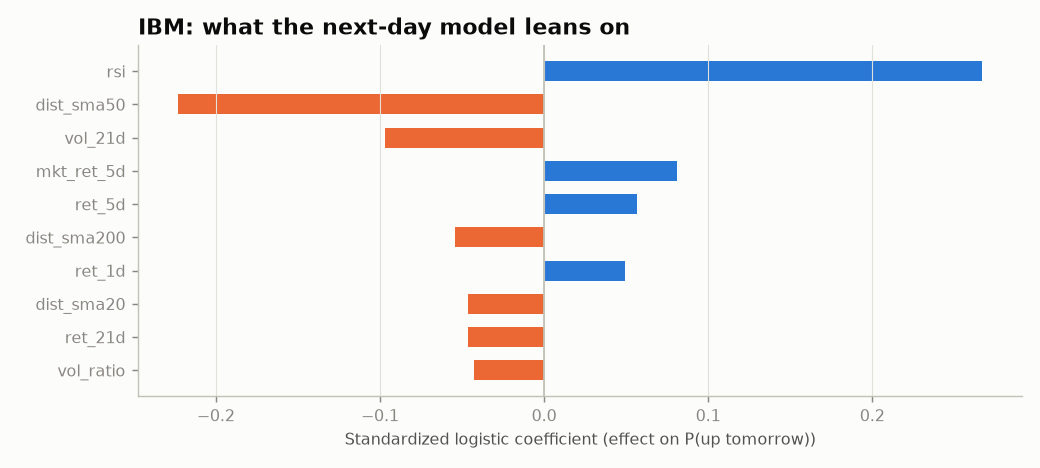 IBM: what the next-day model leans on
rsi
dist_sma50
vol_21d
mkt_ret_5d
ret_5d
dist_sma200
ret_1d
dist_sma20
ret_21d
vol_ratio
−0.2 −0.1 0.0 0.1 0.2
Standardized logistic coefficient (effect on P(up tomorrow))